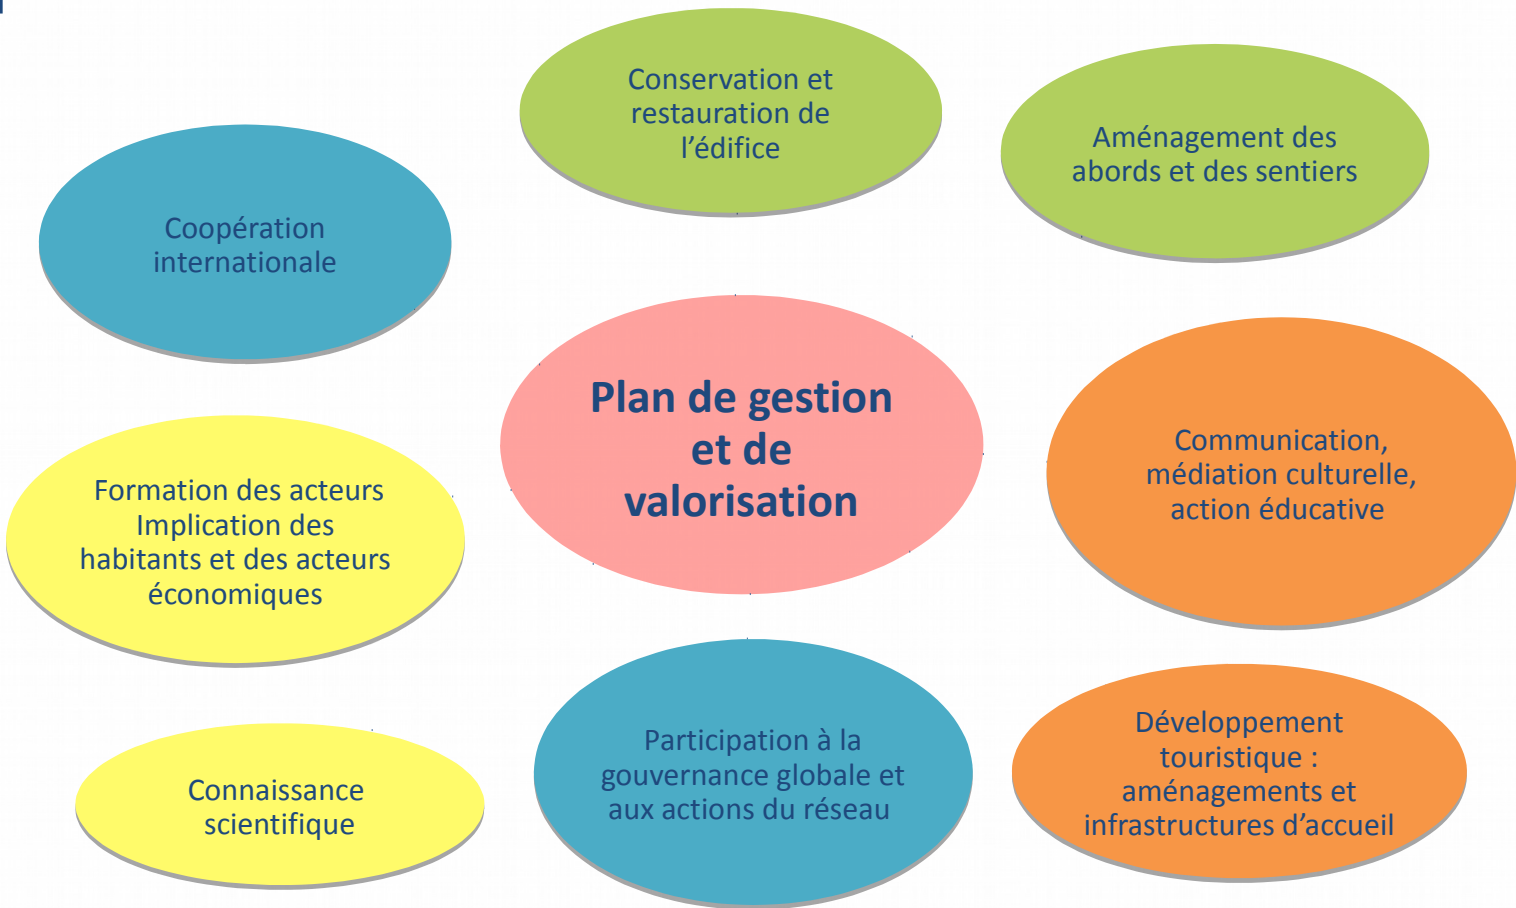 Conservation et
restauration de
l’édifice
Aménagement des
abords et des sentiers
Coopération
internationale
Plan de gestion
et de
valorisation
Communication,
médiation culturelle,
action éducative
Formation des acteurs
Implication des
habitants et des acteurs
économiques
Participation à la
gouvernance globale et
aux actions du réseau
Développement
touristique :
aménagements et
infrastructures d’accueil
Connaissance
scientifique